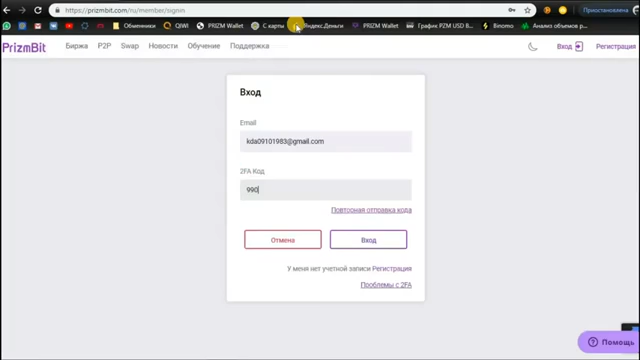 https://prizmbit.com/ru/member/signin
Приостановлена
Обменники QIWI PRIZM Wallet С карты Яндекс.Деньги PRIZM Wallet График PZM USD B... Binomo Анализ объемов р...
PrizmBit Биржа P2P Swap Новости Обучение Поддержка Вход Регистрация
Вход
Email
kda09101983@gmail.com
2FA Код
990
Повторная отправка кода
Отмена Вход
У меня нет учетной записи Регистрация
Проблемы с 2FA
Помощь